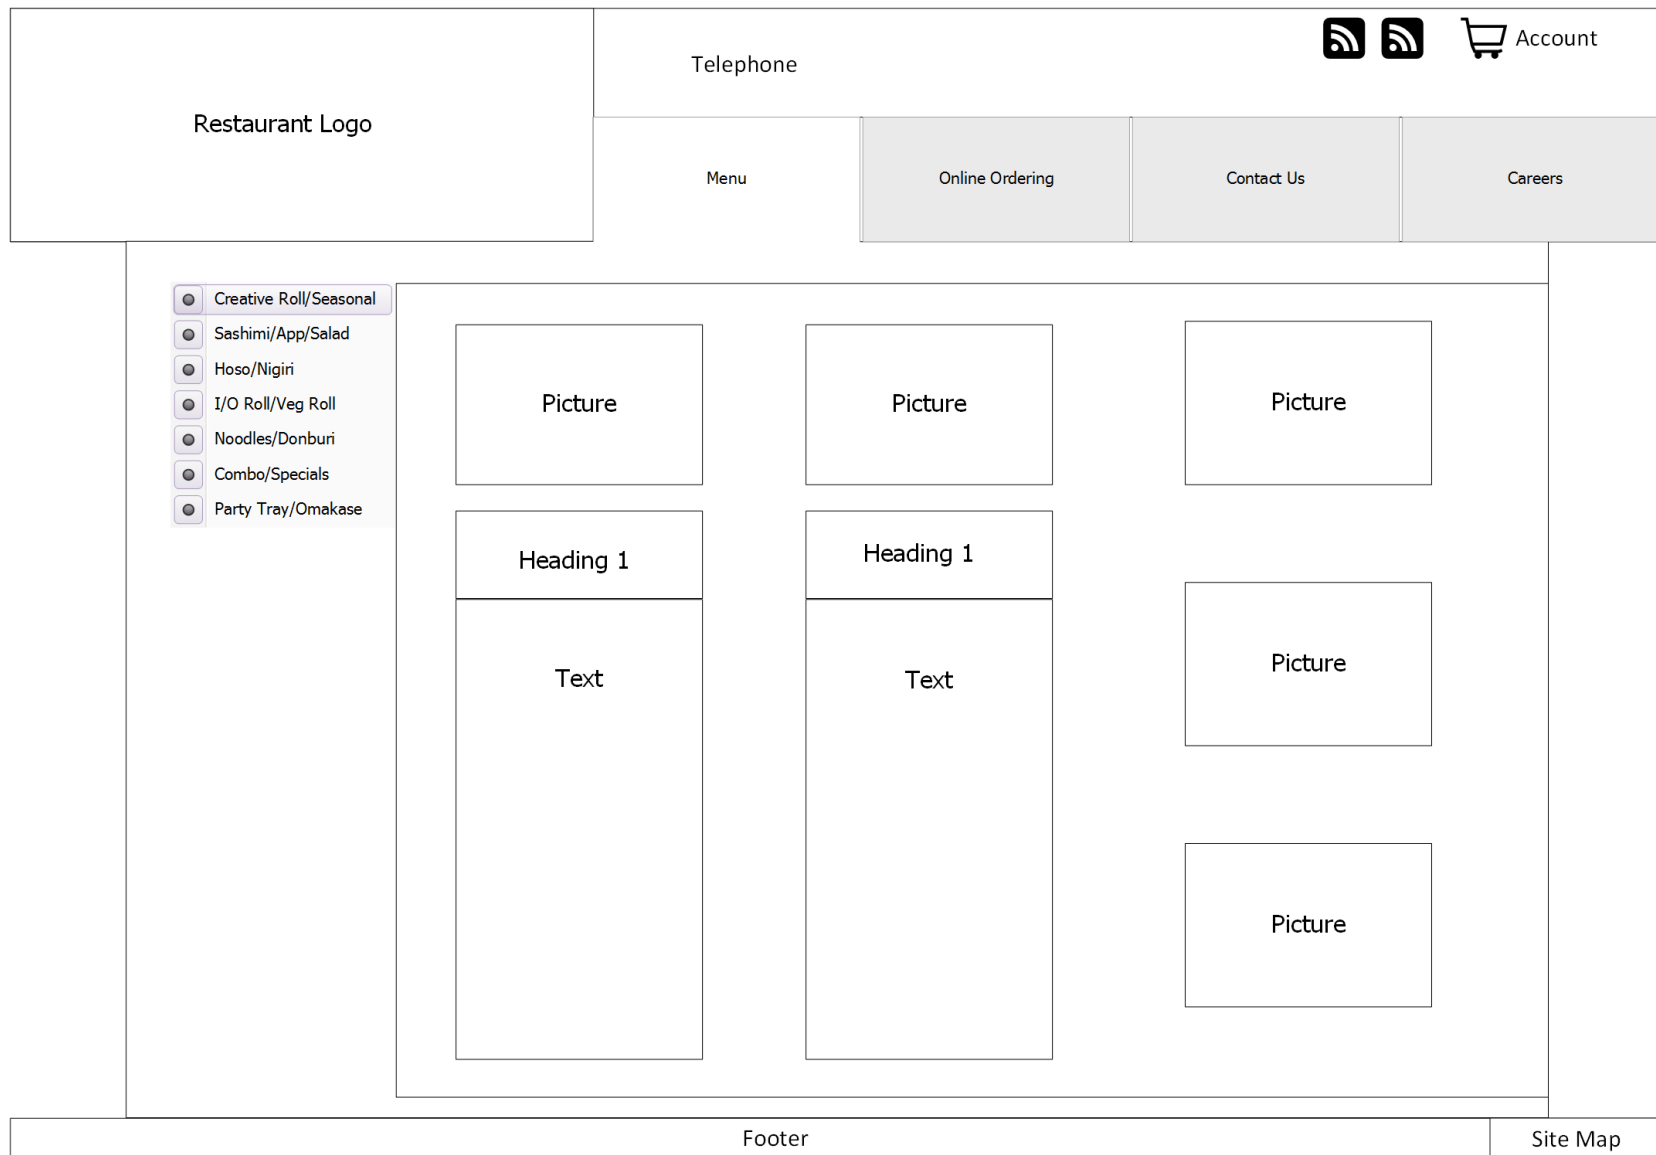 Telephone
Account
Restaurant Logo
Menu
Online Ordering
Contact Us
Careers
Creative Roll/Seasonal
Sashimi/App/Salad
Hoso/Nigiri
I/O Roll/Veg Roll
Noodles/Donburi
Combo/Specials
Party Tray/Omakase
Picture
Picture
Picture
Heading 1
Heading 1
Text
Text
Picture
Picture
Footer
Site Map